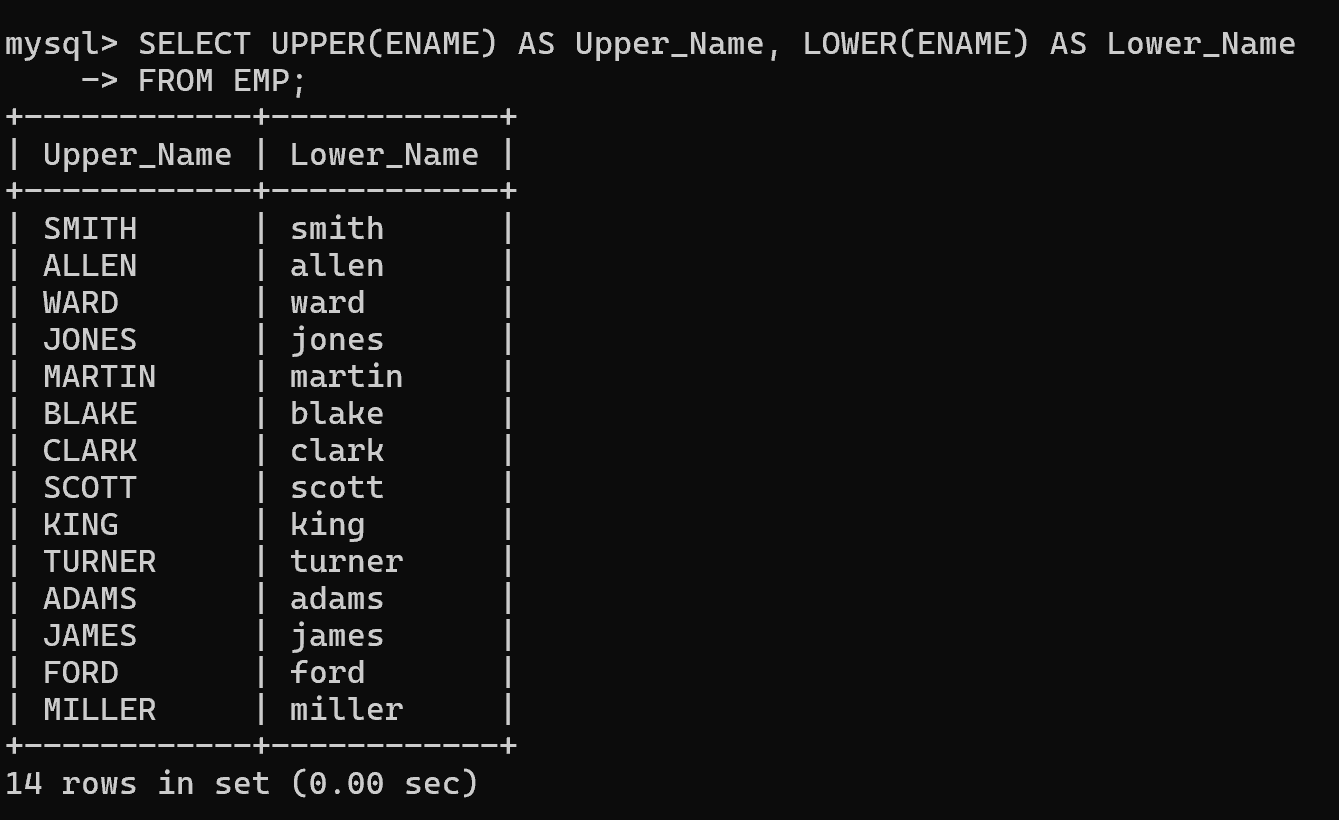 mysql> SELECT UPPER(ENAME) AS Upper_Name, LOWER(ENAME) AS Lower_Name
    -> FROM EMP;
+------------+------------+
| Upper_Name | Lower_Name |
+------------+------------+
| SMITH      | smith      |
| ALLEN      | allen      |
| WARD       | ward       |
| JONES      | jones      |
| MARTIN     | martin     |
| BLAKE      | blake      |
| CLARK      | clark      |
| SCOTT      | scott      |
| KING       | king       |
| TURNER     | turner     |
| ADAMS      | adams      |
| JAMES      | james      |
| FORD       | ford       |
| MILLER     | miller     |
+------------+------------+
14 rows in set (0.00 sec)